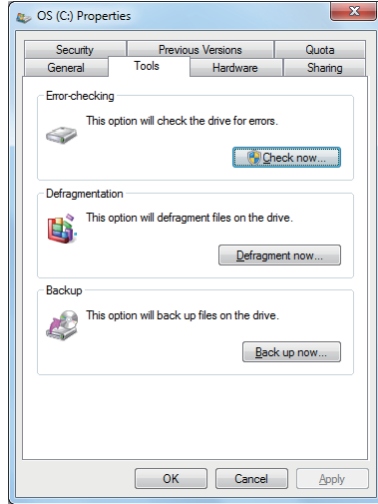 OS (C:) Properties
Security Previous Versions Quota
General Tools Hardware Sharing
Error-checking
This option will check the drive for errors.
Check now...
Defragmentation
This option will defragment files on the drive.
Defragment now...
Backup
This option will back up files on the drive.
Back up now...
OK Cancel Apply